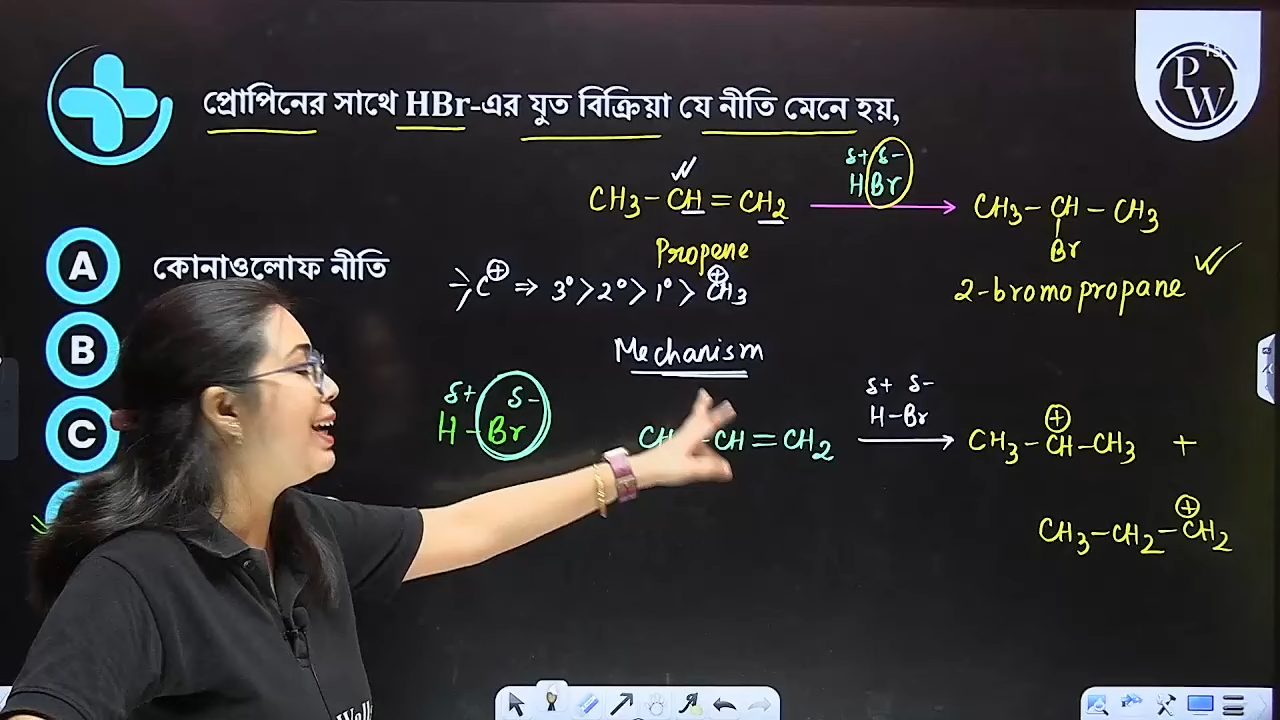 প্রোপিনের সাথে HBr-এর যুত বিক্রিয়া যে নীতি মেনে হয়,
15
PW
δ+ δ-
H Br
CH3-CH=CH2
CH3-CH-CH3
Br
Propene
2-bromopropane
A কোনাওলোফ নীতি
C⊕ ⇒ 3°>2°>1°>⊕CH3
B
Mechanism
δ+ δ-
H-Br
δ+ δ-
H-Br
C
CH=CH2
CH3-⊕CH-CH3 +
CH3-CH2-⊕CH2